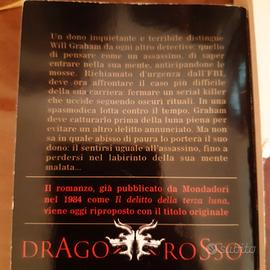 Un dono inquietante e terribile distingue
Will Graham da ogni altro detective: quello
di pensare come un assassino, di saper
entrare nella sua mente, anticipandone le
mosse. Richiamato d'urgenza dall'FBI,
deve ora affrontare il caso più difficile
della sua carriera: fermare un serial killer
che uccide seguendo oscuri rituali. In una
spasmodica lotta contro il tempo, Graham
deve catturarlo prima della luna piena per
evitare un altro delitto annunciato. Ma non
sa in quale abisso di paura lo porterà il suo
dono: il sentirsi uguale all'assassino, fino a
perdersi nel labirinto della sua mente
malata...
Il romanzo, già pubblicato da Mondadori
nel 1984 come Il delitto della terza luna,
viene oggi riproposto con il titolo originale
DRAGO ROSSO
Subito